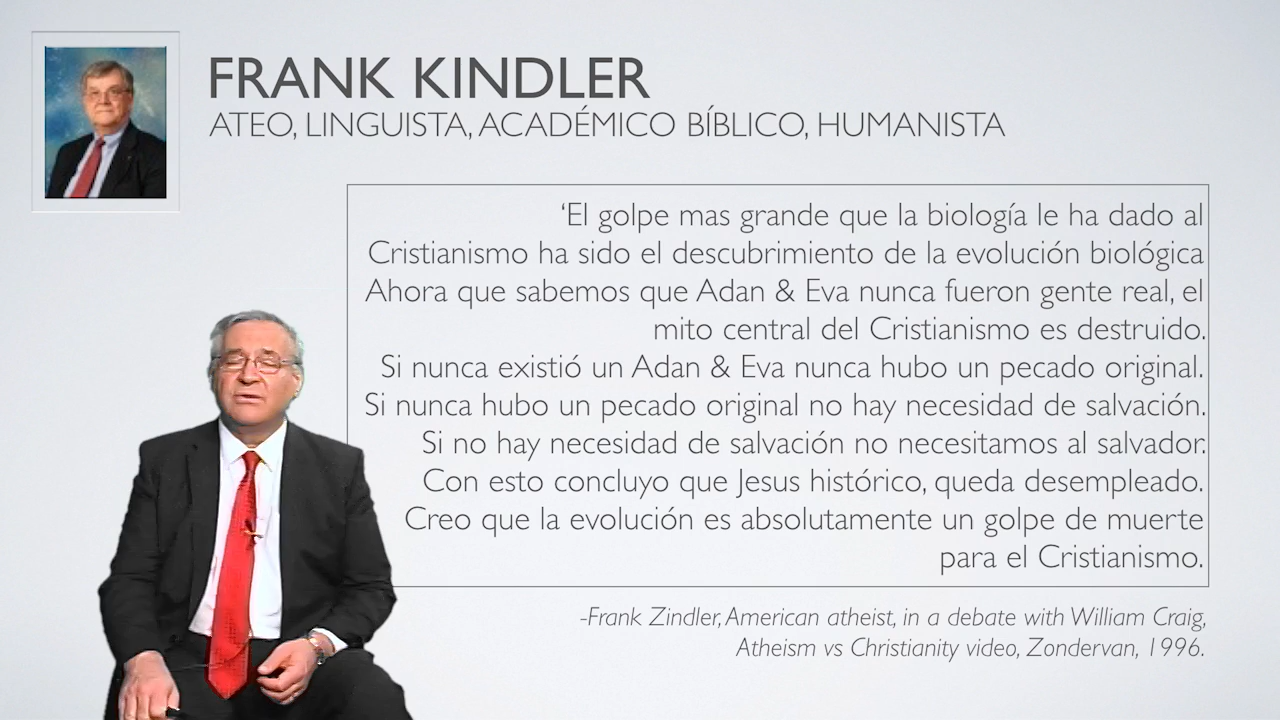 FRANK KINDLER
ATEO, LINGUISTA, ACADÉMICO BÍBLICO, HUMANISTA
‘El golpe mas grande que la biología le ha dado al
Cristianismo ha sido el descubrimiento de la evolución biológica
Ahora que sabemos que Adan & Eva nunca fueron gente real, el
mito central del Cristianismo es destruido.
Si nunca existió un Adan & Eva nunca hubo un pecado original.
Si nunca hubo un pecado original no hay necesidad de salvación.
Si no hay necesidad de salvación no necesitamos al salvador.
Con esto concluyo que Jesus histórico, queda desempleado.
Creo que la evolución es absolutamente un golpe de muerte
para el Cristianismo.
-Frank Zindler, American atheist, in a debate with William Craig,
Atheism vs Christianity video, Zondervan, 1996.